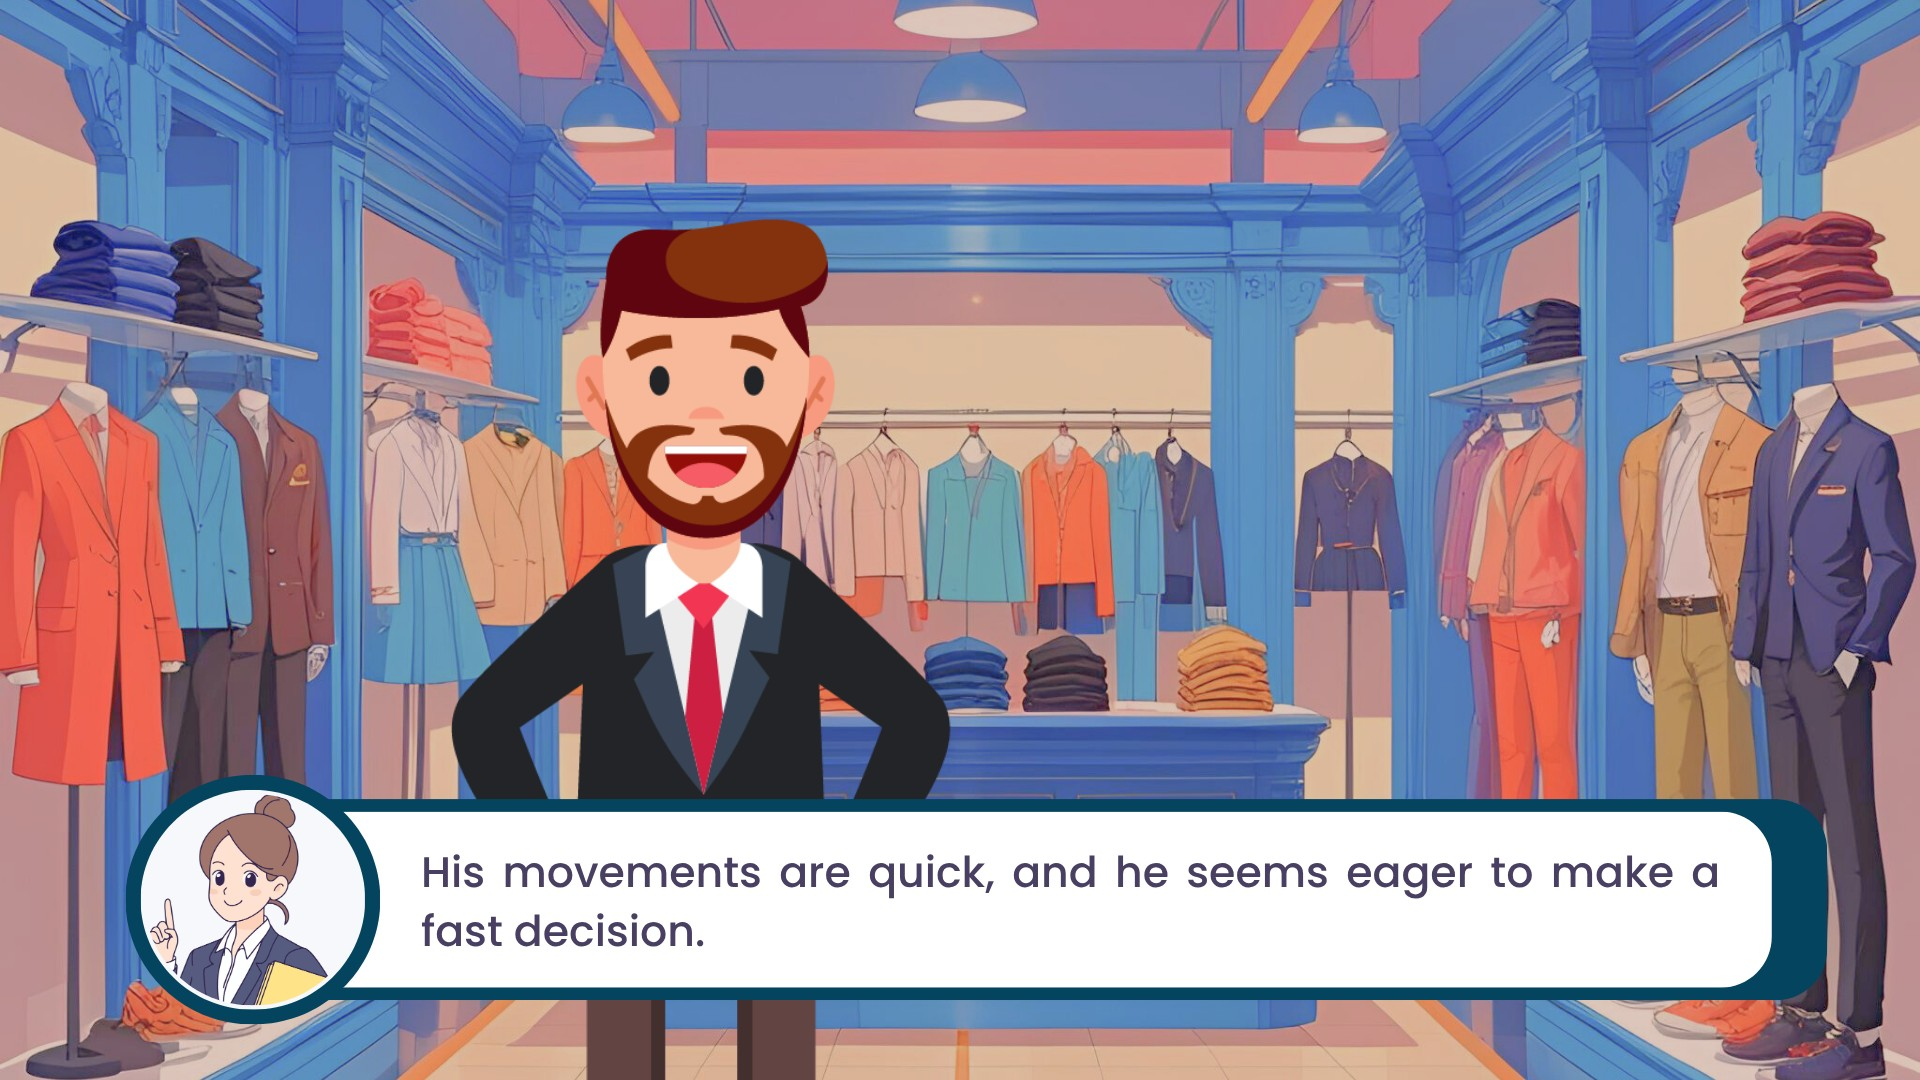 His movements are quick, and he seems eager to make a
fast decision.